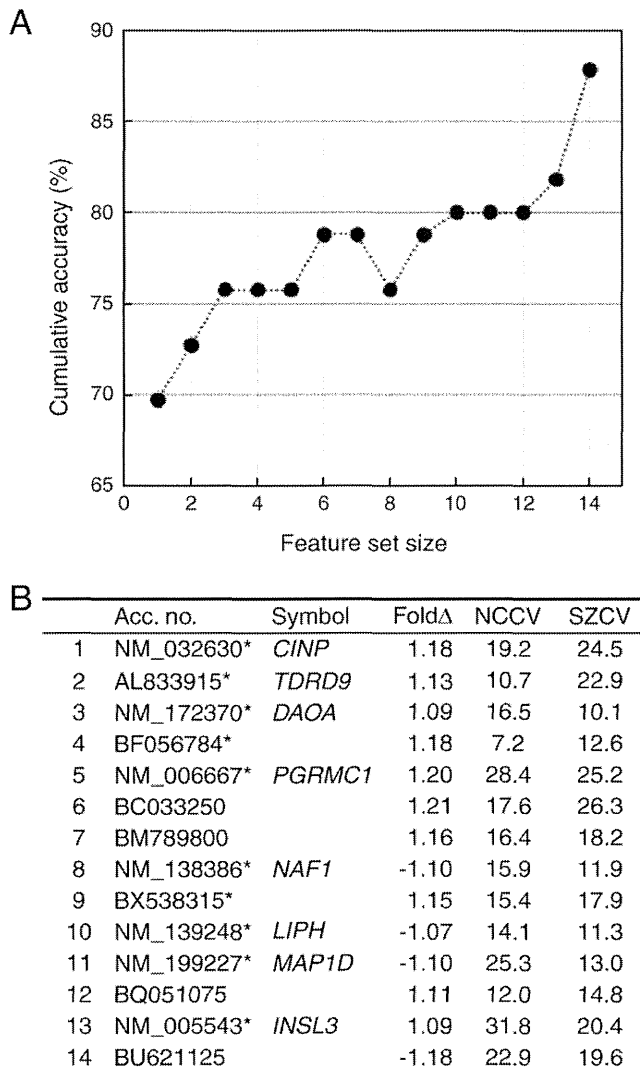 A
90
85
80
75
70
65
Cumulative accuracy (%)
0 2 4 6 8 10 12 14
Feature set size
B
Acc. no. Symbol FoldΔ NCCV SZCV
1 NM_032630* CINP 1.18 19.2 24.5
2 AL833915* TDRD9 1.13 10.7 22.9
3 NM_172370* DAOA 1.09 16.5 10.1
4 BF056784* 1.18 7.2 12.6
5 NM_006667* PGRMC1 1.20 28.4 25.2
6 BC033250 1.21 17.6 26.3
7 BM789800 1.16 16.4 18.2
8 NM_138386* NAF1 -1.10 15.9 11.9
9 BX538315* 1.15 15.4 17.9
10 NM_139248* LIPH -1.07 14.1 11.3
11 NM_199227* MAP1D -1.10 25.3 13.0
12 BQ051075 1.11 12.0 14.8
13 NM_005543* INSL3 1.09 31.8 20.4
14 BU621125 -1.18 22.9 19.6